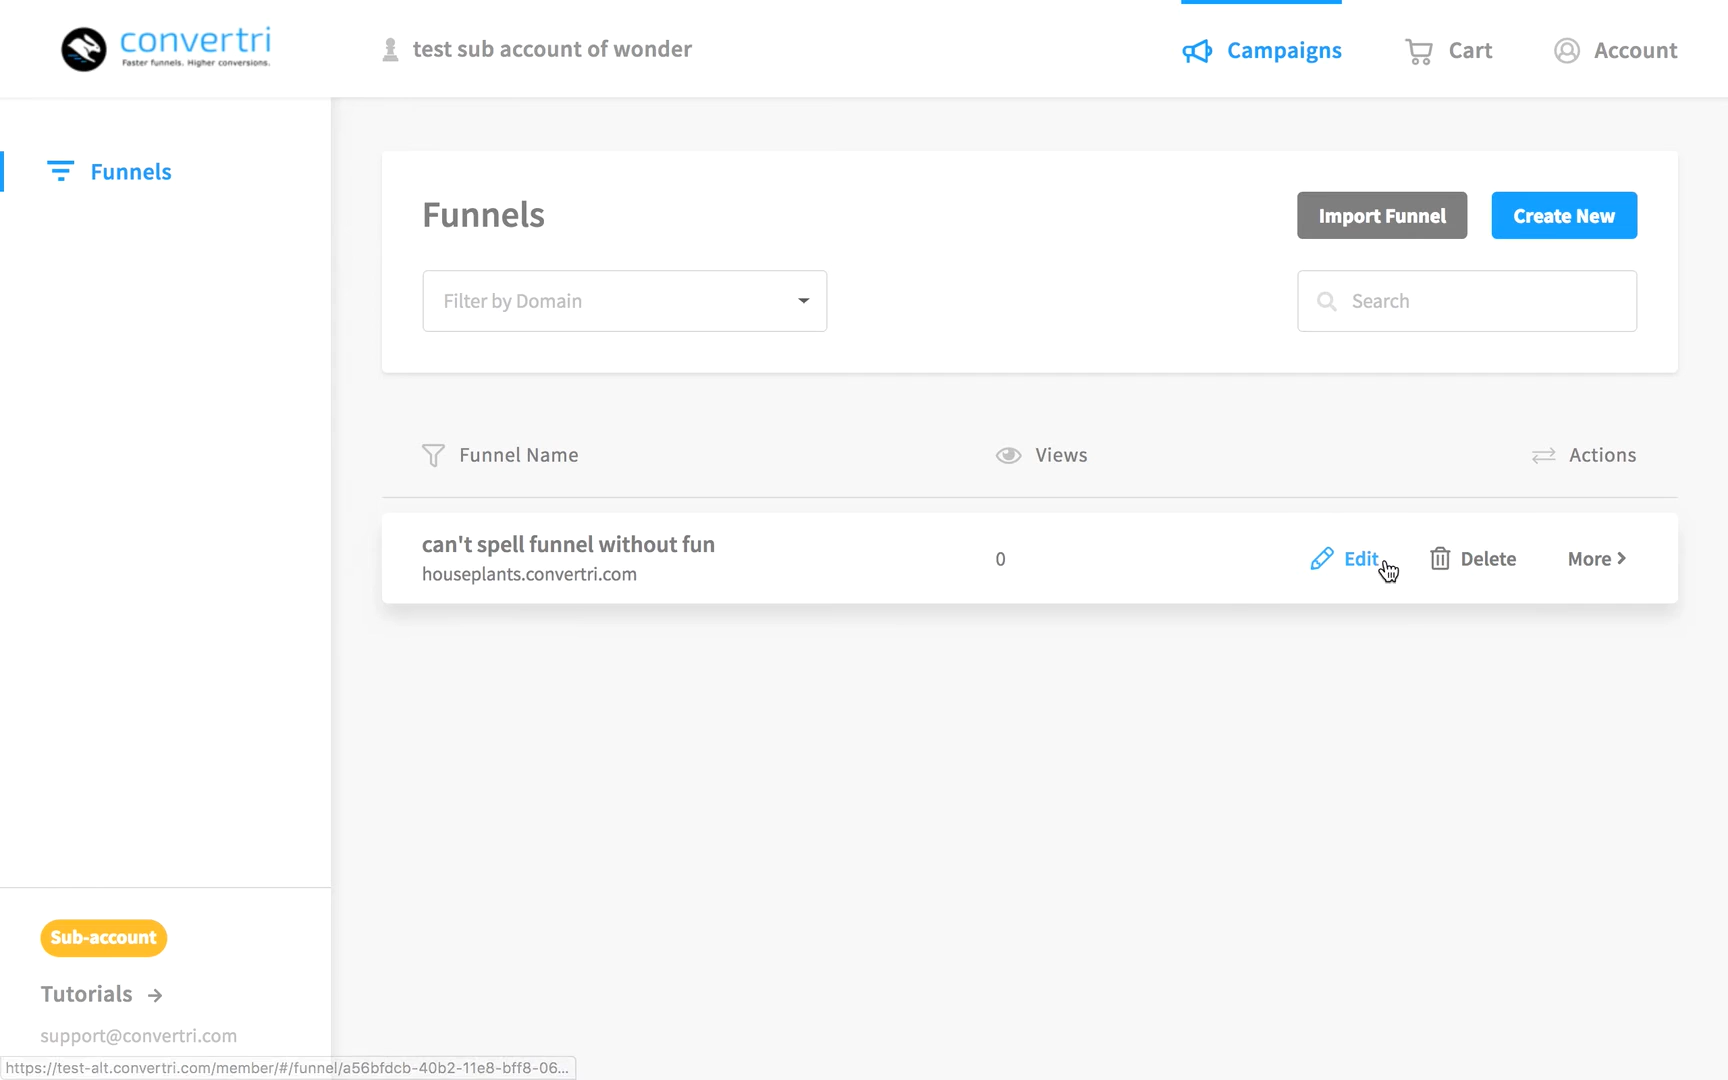 convertri
Faster funnels. Higher conversions.
test sub account of wonder
Campaigns
Cart
Account
Funnels
Funnels
Import Funnel
Create New
Filter by Domain
Search
Funnel Name
Views
Actions
can't spell funnel without fun
houseplants.convertri.com
0
Edit
Delete
More
Sub-account
Tutorials
support@convertri.com
https://test-alt.convertri.com/member/#/funnel/a56bfdcb-40b2-11e8-bff8-06...